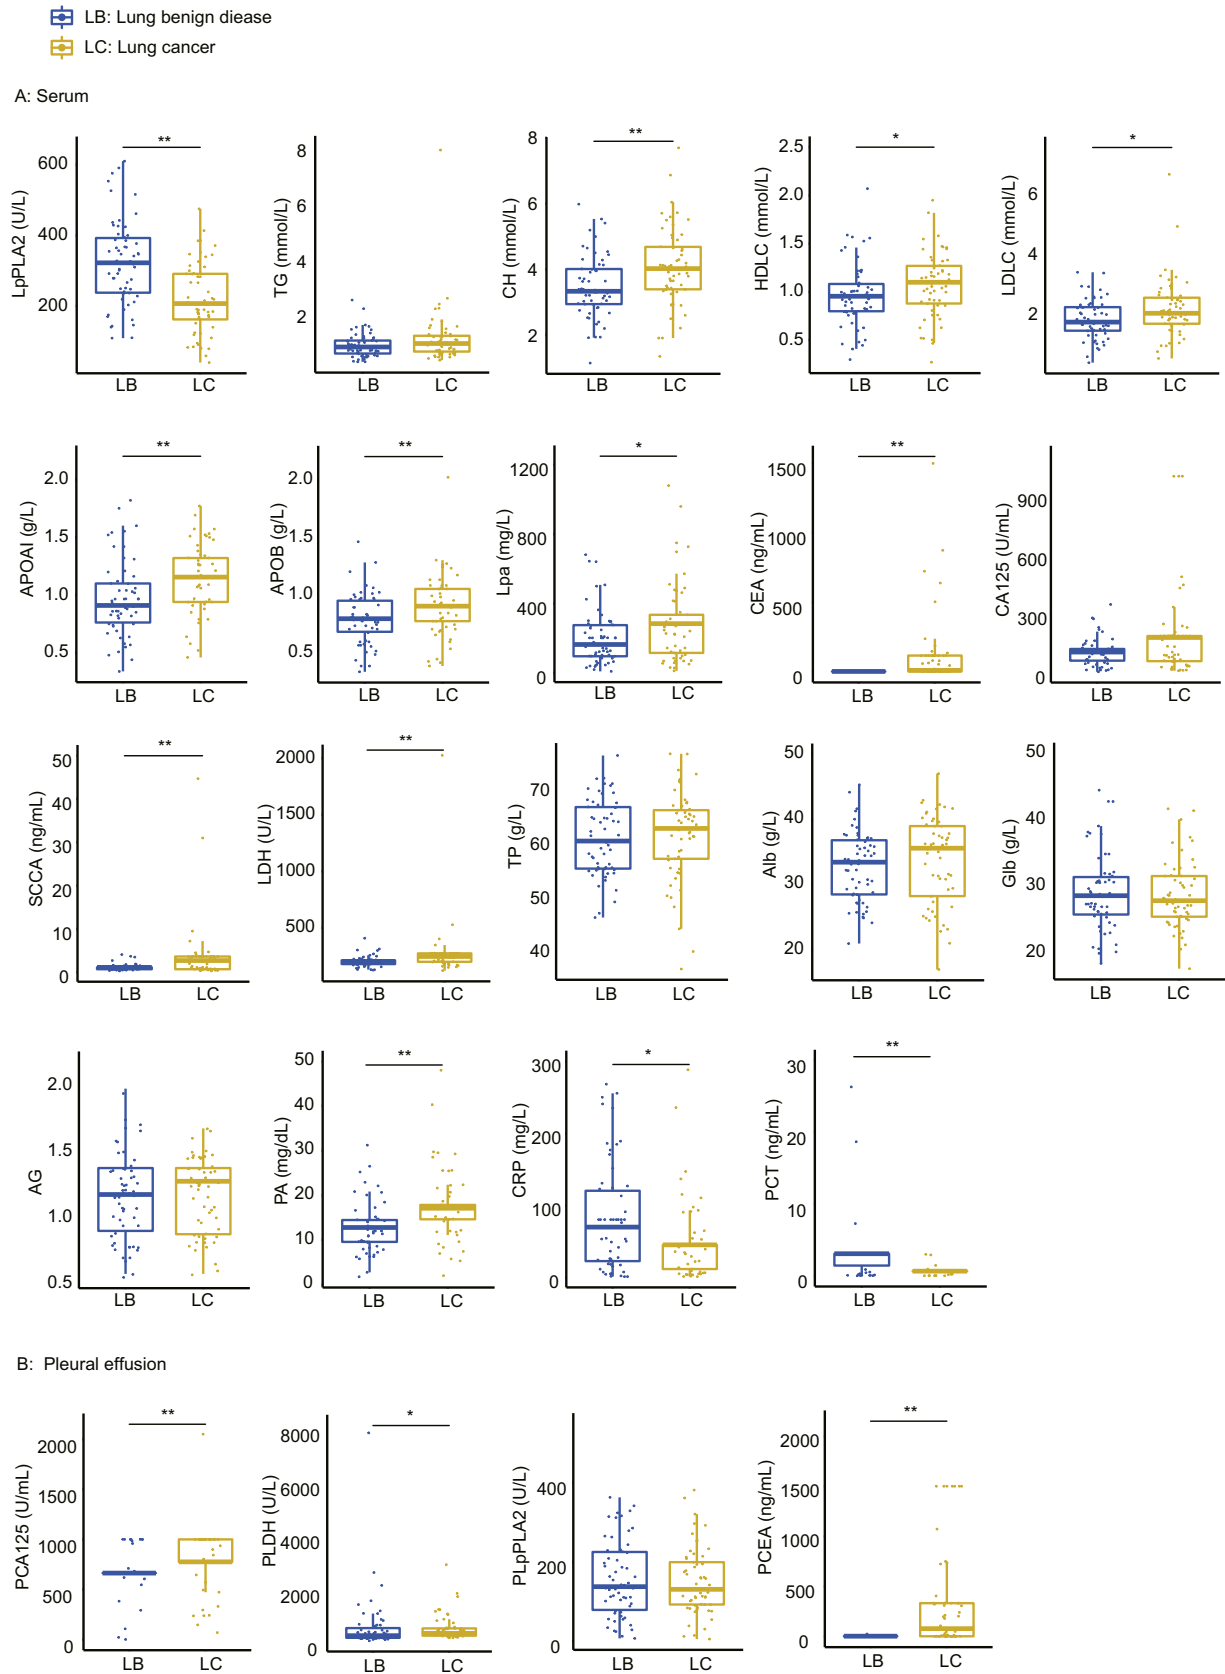 LB: Lung benign disease
LC: Lung cancer
A: Serum
LpPLA2 (U/L)
600
400
200
**
LB LC
TG (mmol/L)
8
6
4
2
LB LC
CH (mmol/L)
8
6
4
2
**
LB LC
HDLC (mmol/L)
2.5
2.0
1.5
1.0
0.5
*
LB LC
LDLC (mmol/L)
6
4
2
*
LB LC
APOAI (g/L)
2.0
1.5
1.0
0.5
**
LB LC
APOB (g/L)
2.0
1.5
1.0
0.5
**
LB LC
Lpa (mg/L)
1200
800
400
0
*
LB LC
CEA (ng/mL)
1500
1000
500
0
**
LB LC
CA125 (U/mL)
900
600
300
0
LB LC
SCCA (ng/mL)
50
40
30
20
10
0
**
LB LC
LDH (U/L)
2000
1500
1000
500
**
LB LC
TP (g/L)
70
60
50
40
LB LC
Alb (g/L)
50
40
30
20
LB LC
Glb (g/L)
50
40
30
20
LB LC
AG
2.0
1.5
1.0
0.5
LB LC
PA (mg/dL)
50
40
30
20
10
0
**
LB LC
CRP (mg/L)
300
200
100
0
*
LB LC
PCT (ng/mL)
30
20
10
0
**
LB LC
B: Pleural effusion
PCA125 (U/mL)
2000
1500
1000
500
0
**
LB LC
PLDH (U/L)
8000
6000
4000
2000
0
*
LB LC
PLpPLA2 (U/L)
400
200
0
LB LC
PCEA (ng/mL)
2000
1500
1000
500
0
**
LB LC